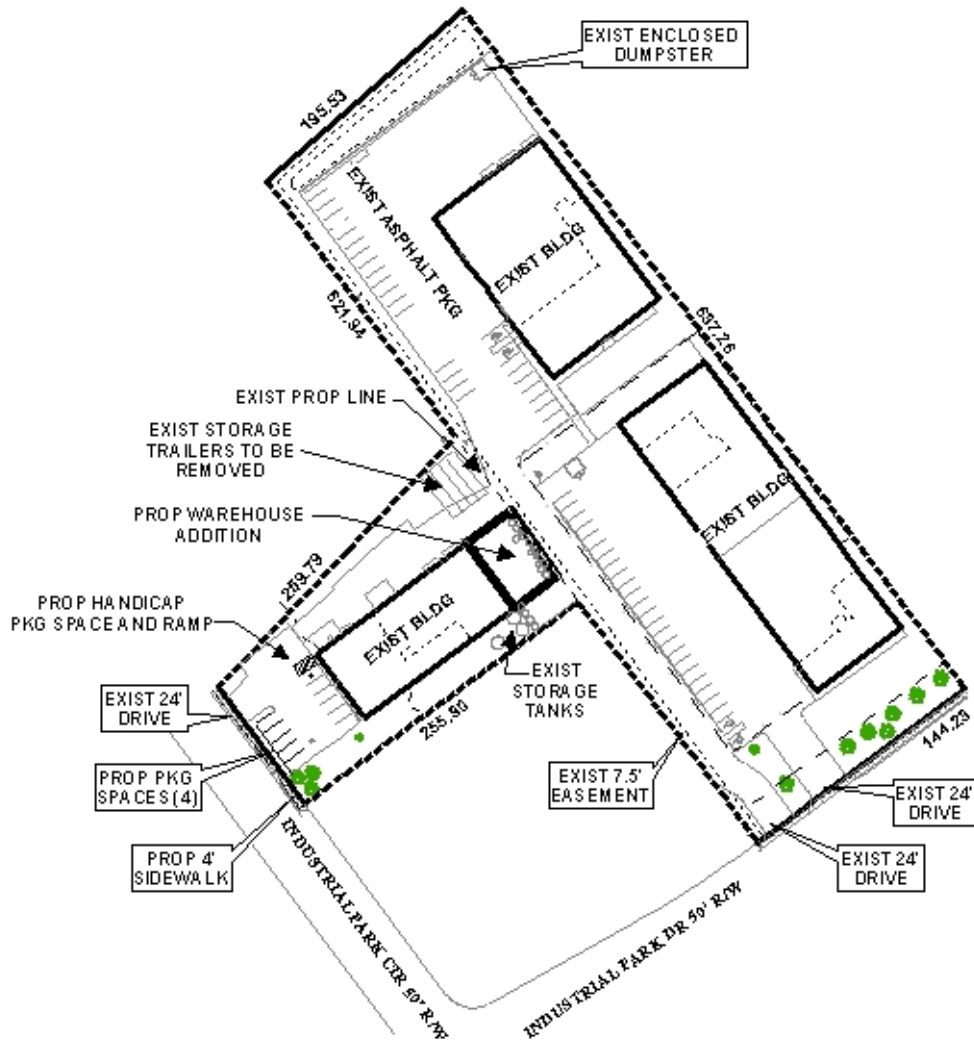 EXIST ENCLOSED
DUMPSTER
195.53
EXIST ASPHALT PKG
EXIST BLDG
621.94
637.26
EXIST PROP LINE
EXIST STORAGE
TRAILERS TO BE
REMOVED
PROP WAREHOUSE
ADDITION
EXIST BLDG
259.79
PROP HANDICAP
PKG SPACE AND RAMP
EXIST BLDG
EXIST
STORAGE
TANKS
EXIST 24'
DRIVE
255.90
144.29
PROP PKG
SPACES (4)
EXIST 7.5'
EASEMENT
EXIST 24'
DRIVE
PROP 4'
SIDEWALK
EXIST 24'
DRIVE
INDUSTRIAL PARK CTR 50' R/W
INDUSTRIAL PARK DR 50' R/W